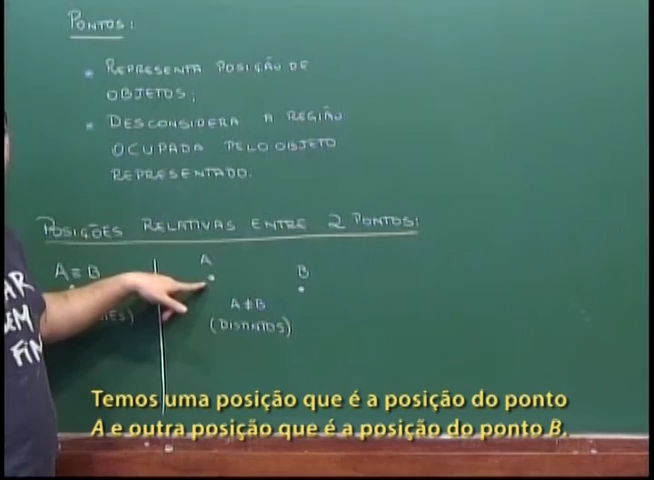 PONTOS:
* REPRESENTA POSIÇÃO DE
OBJETOS;
* DESCONSIDERA A REGIÃO
OCUPADA PELO OBJETO
REPRESENTADO.
POSIÇÕES RELATIVAS ENTRE 2 PONTOS:
A ≡ B
A
B
A ≢ B
(DISTINTOS)
FIM
Temos uma posição que é a posição do ponto
A e outra posição que é a posição do ponto B.